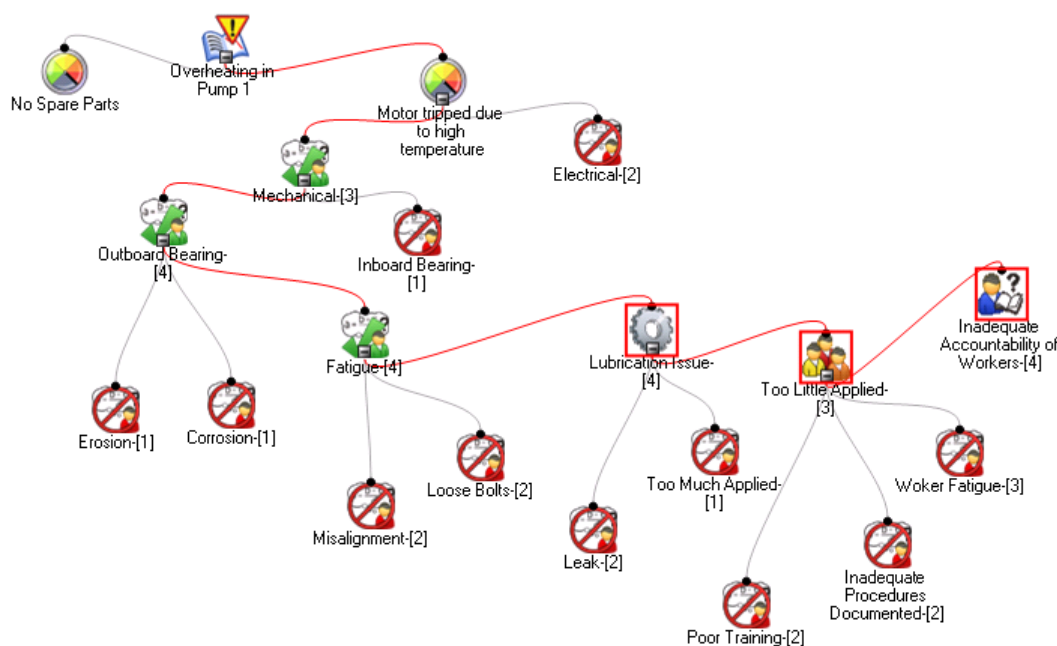 Overheating in
Pump 1
No Spare Parts
Motor tripped due
to high
temperature
Electrical-[2]
Mechanical-[3]
Outboard Bearing-
[4]
Inboard Bearing-
[1]
Inadequate
Accountability of
Workers-[4]
Fatigue-[4]
Lubrication Issue-
[4]
Too Little Applied-
[3]
Erosion-[1]
Corrosion-[1]
Loose Bolts-[2]
Too Much Applied-
[1]
Woker Fatigue-[3]
Misalignment-[2]
Leak-[2]
Inadequate
Procedures
Documented-[2]
Poor Training-[2]